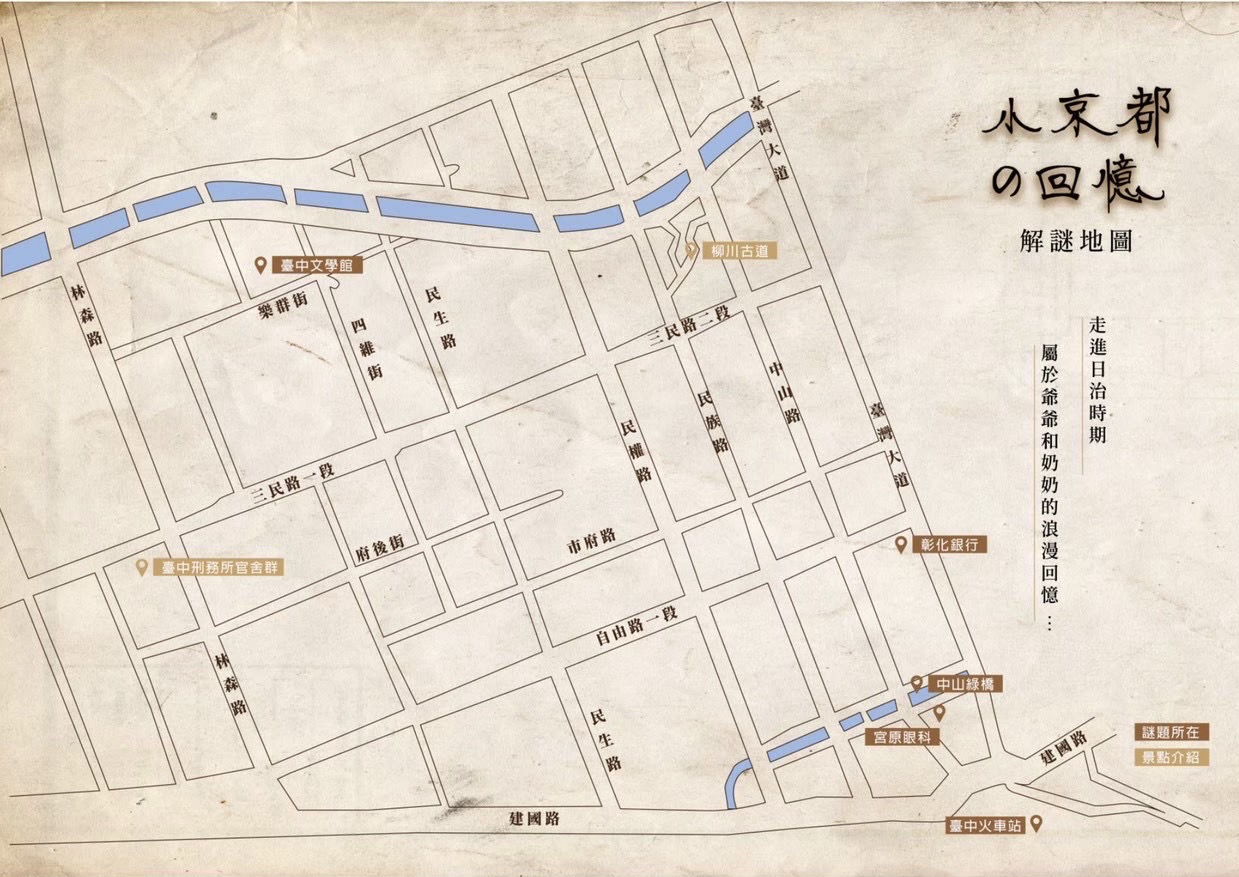 小京都
の回憶
解謎地圖
走進日治時期
屬於爺爺和奶奶的浪漫回憶…
臺灣大道
柳川古道
臺中文學館
林森路
樂群街
四維街
民生路
三民路二段
中山路
民族路
民權路
臺灣大道
三民路一段
府後街
市府路
彰化銀行
臺中刑務所官舍群
自由路一段
林森路
民生路
中山綠橋
宮原眼科
建國路
謎題所在
景點介紹
建國路
臺中火車站